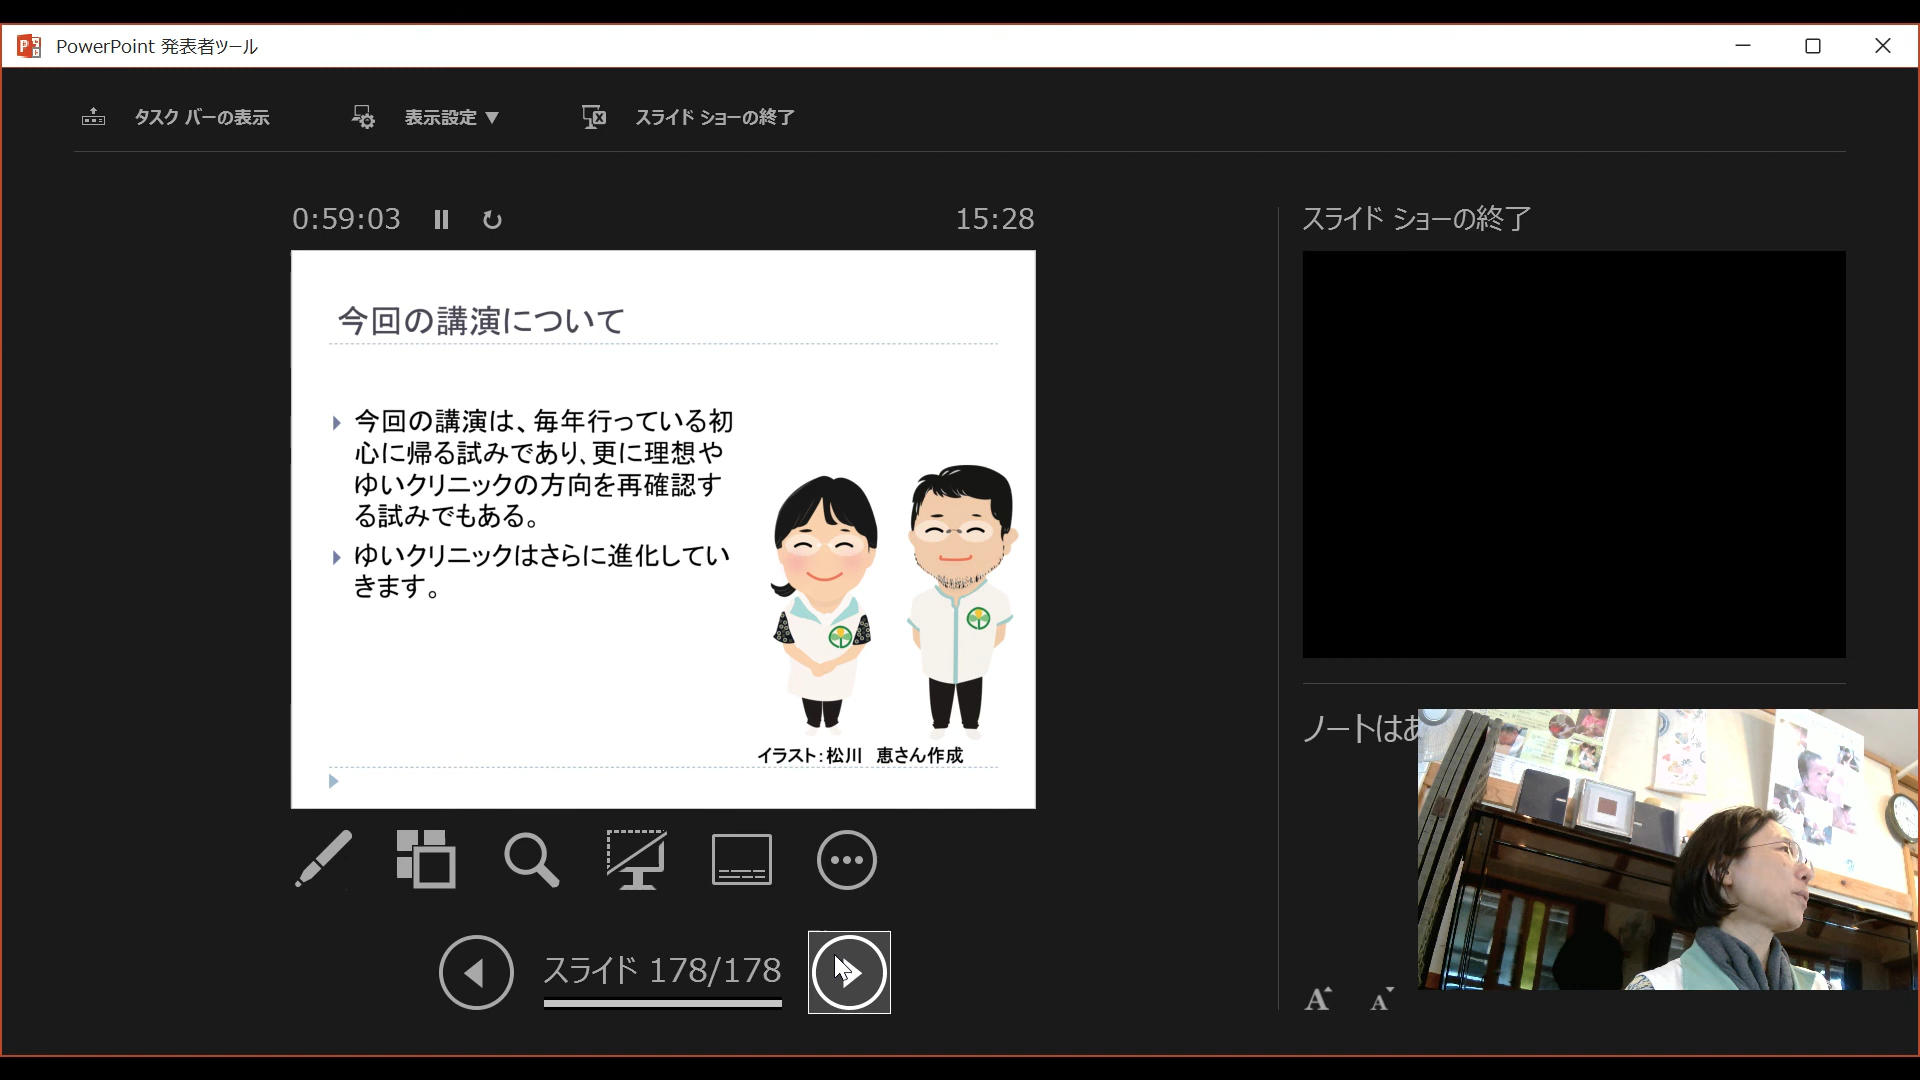 PowerPoint 発表者ツール
タスク バーの表示
表示設定 ▼
スライド ショーの終了
0:59:03
15:28
スライド ショーの終了
今回の講演について
今回の講演は、毎年行っている初
心に帰る試みであり、更に理想や
ゆいクリニックの方向を再確認す
る試みでもある。
ゆいクリニックはさらに進化してい
きます。
イラスト：松川　恵さん作成
ノートはあ
スライド 178/178
A A